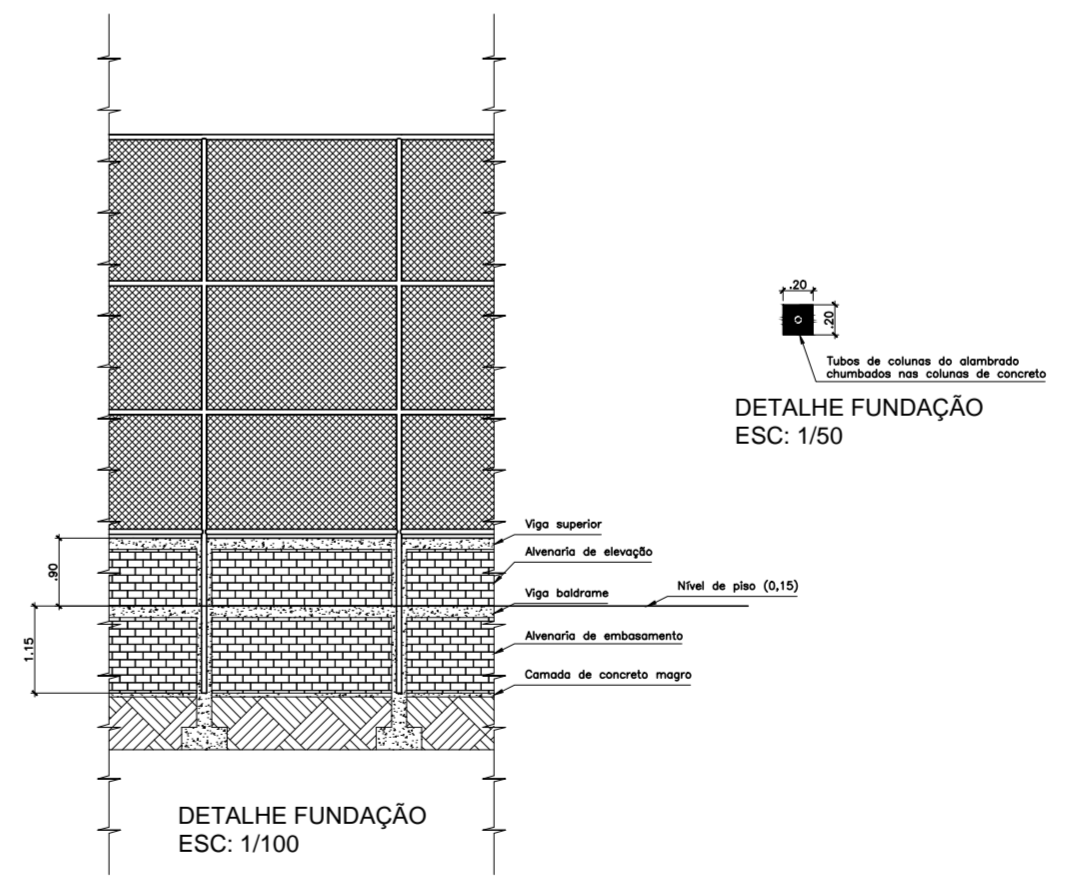 .20
.20
Tubos de colunas do alambrado
chumbados nas colunas de concreto
DETALHE FUNDAÇÃO
ESC: 1/50
Viga superior
Alvenaria de elevação
.90
Nível de piso (0,15)
Viga baldrame
1.15
Alvenaria de embasamento
Camada de concreto magro
DETALHE FUNDAÇÃO
ESC: 1/100